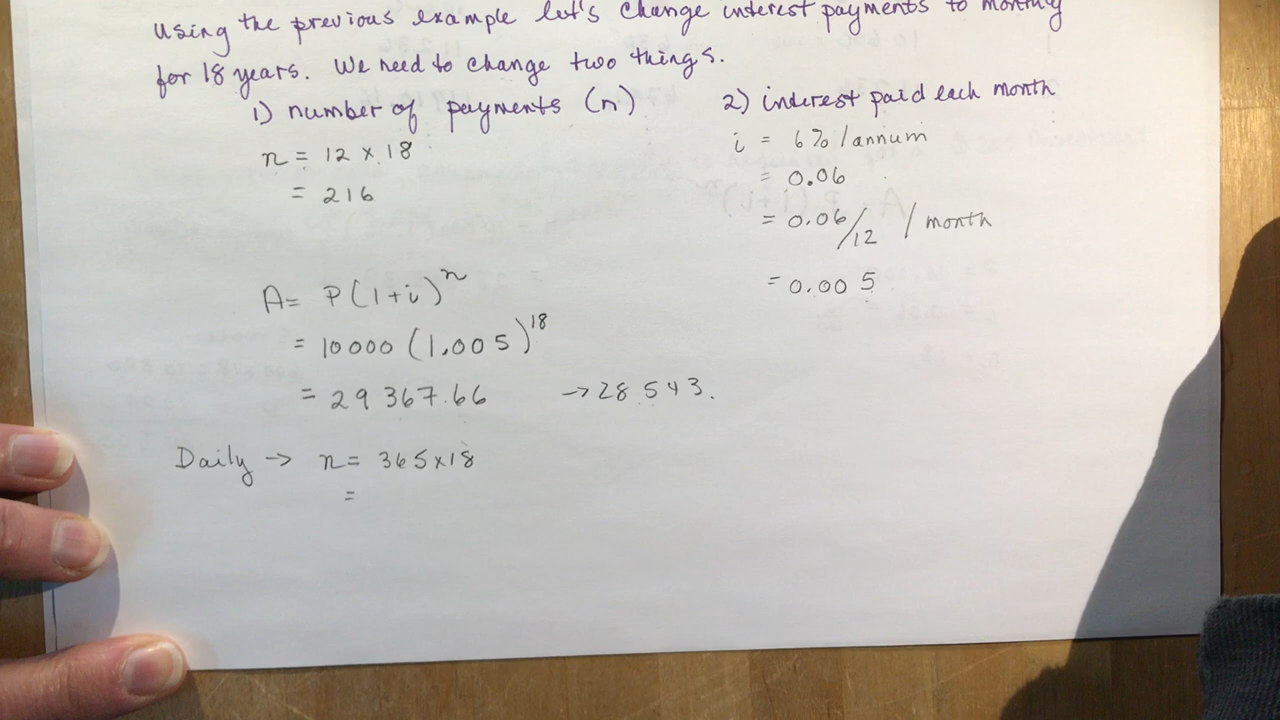 Using the previous example let's change interest payments to monthly
for 18 years. We need to change two things.
1) number of payments (n)
2) interest paid each month
n = 12 x 18
= 216
i = 6% / annum
= 0.06
= 0.06/12 / month
= 0.005
A = P(1+i)^n
= 10000 (1.005)^18
= 29 367.66 → 28 543.
Daily → n = 365x18
=